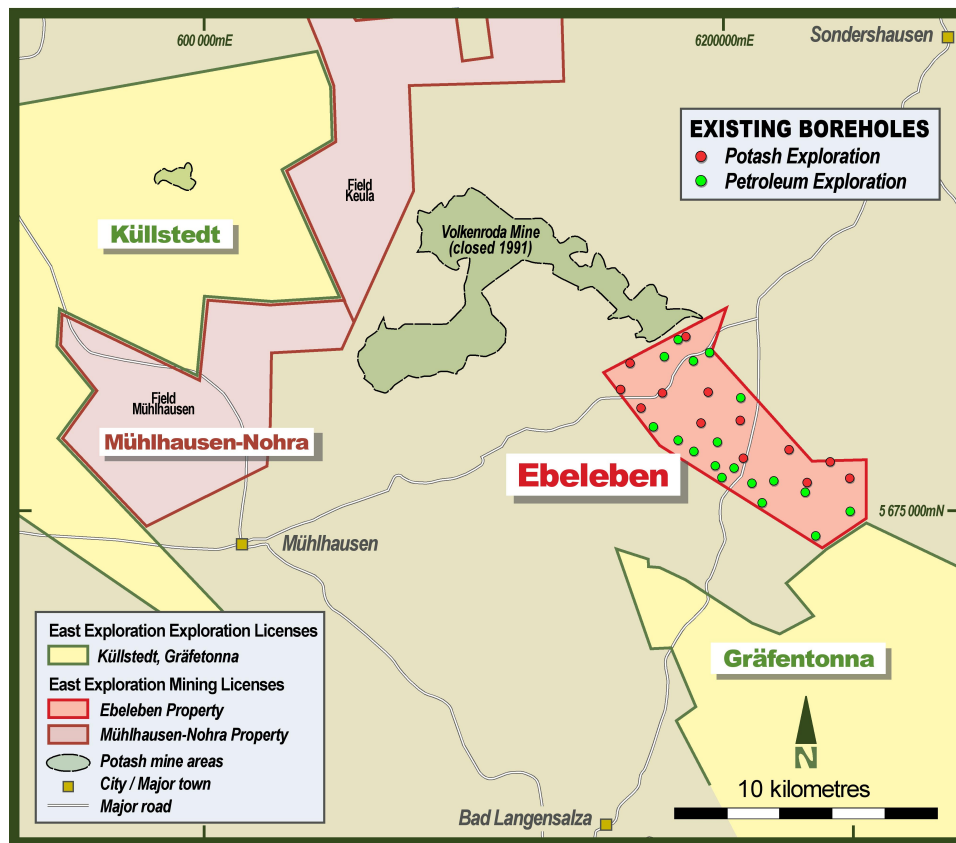 600 000mE
6200000mE
Sondershausen
EXISTING BOREHOLES
Potash Exploration
Petroleum Exploration
Field
Keula
Küllstedt
Volkenroda Mine
(closed 1991)
Field
Mühlhausen
Mühlhausen-Nohra
Ebeleben
5 675 000mN
Mühlhausen
East Exploration Exploration Licenses
Küllstedt, Gräfetonna
East Exploration Mining Licenses
Ebeleben Property
Mühlhausen-Nohra Property
Potash mine areas
City / Major town
Major road
Gräfentonna
N
10 kilometres
Bad Langensalza